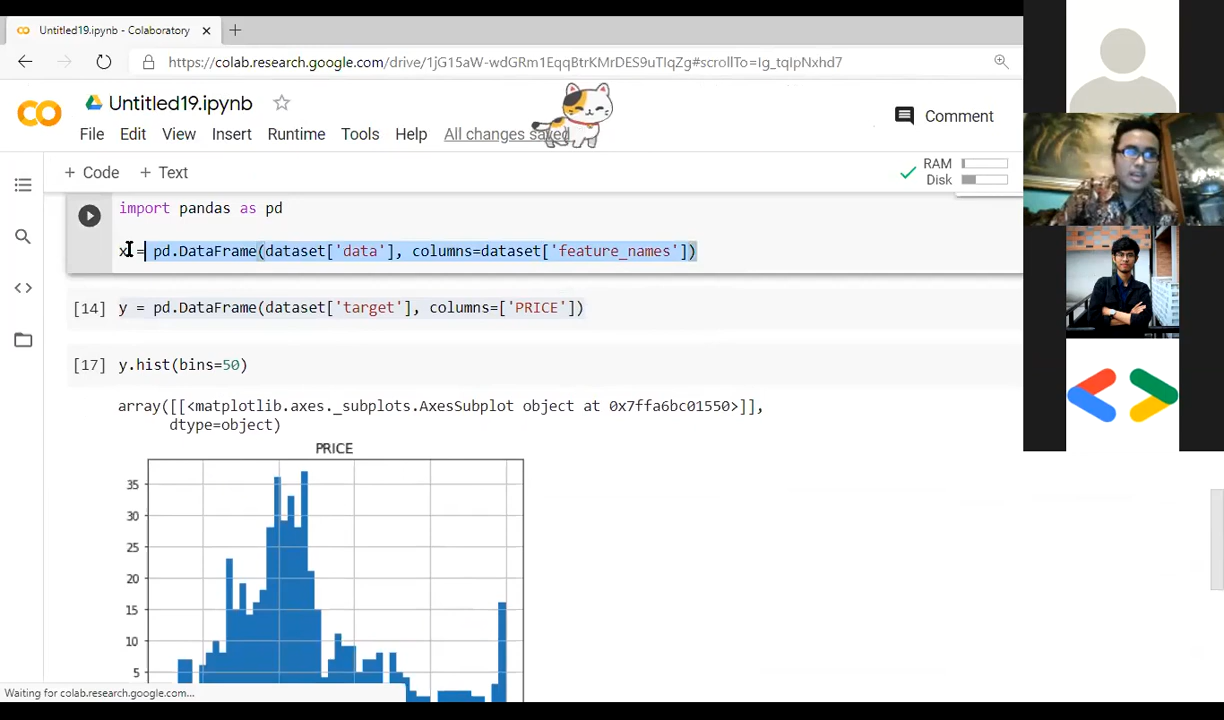 Untitled19.ipynb - Colaboratory
https://colab.research.google.com/drive/1jG15aW-wdGRm1EqqBtrKMrDES9uTlqZg#scrollTo=Ig_tqlpNxhd7
Untitled19.ipynb
Comment
File Edit View Insert Runtime Tools Help All changes saved
+ Code + Text
RAM
Disk
import pandas as pd
x = pd.DataFrame(dataset['data'], columns=dataset['feature_names'])
[14] y = pd.DataFrame(dataset['target'], columns=['PRICE'])
[17] y.hist(bins=50)
array([[<matplotlib.axes._subplots.AxesSubplot object at 0x7ffa6bc01550>]],
dtype=object)
PRICE
35
30
25
20
15
10
5
Waiting for colab.research.google.com...